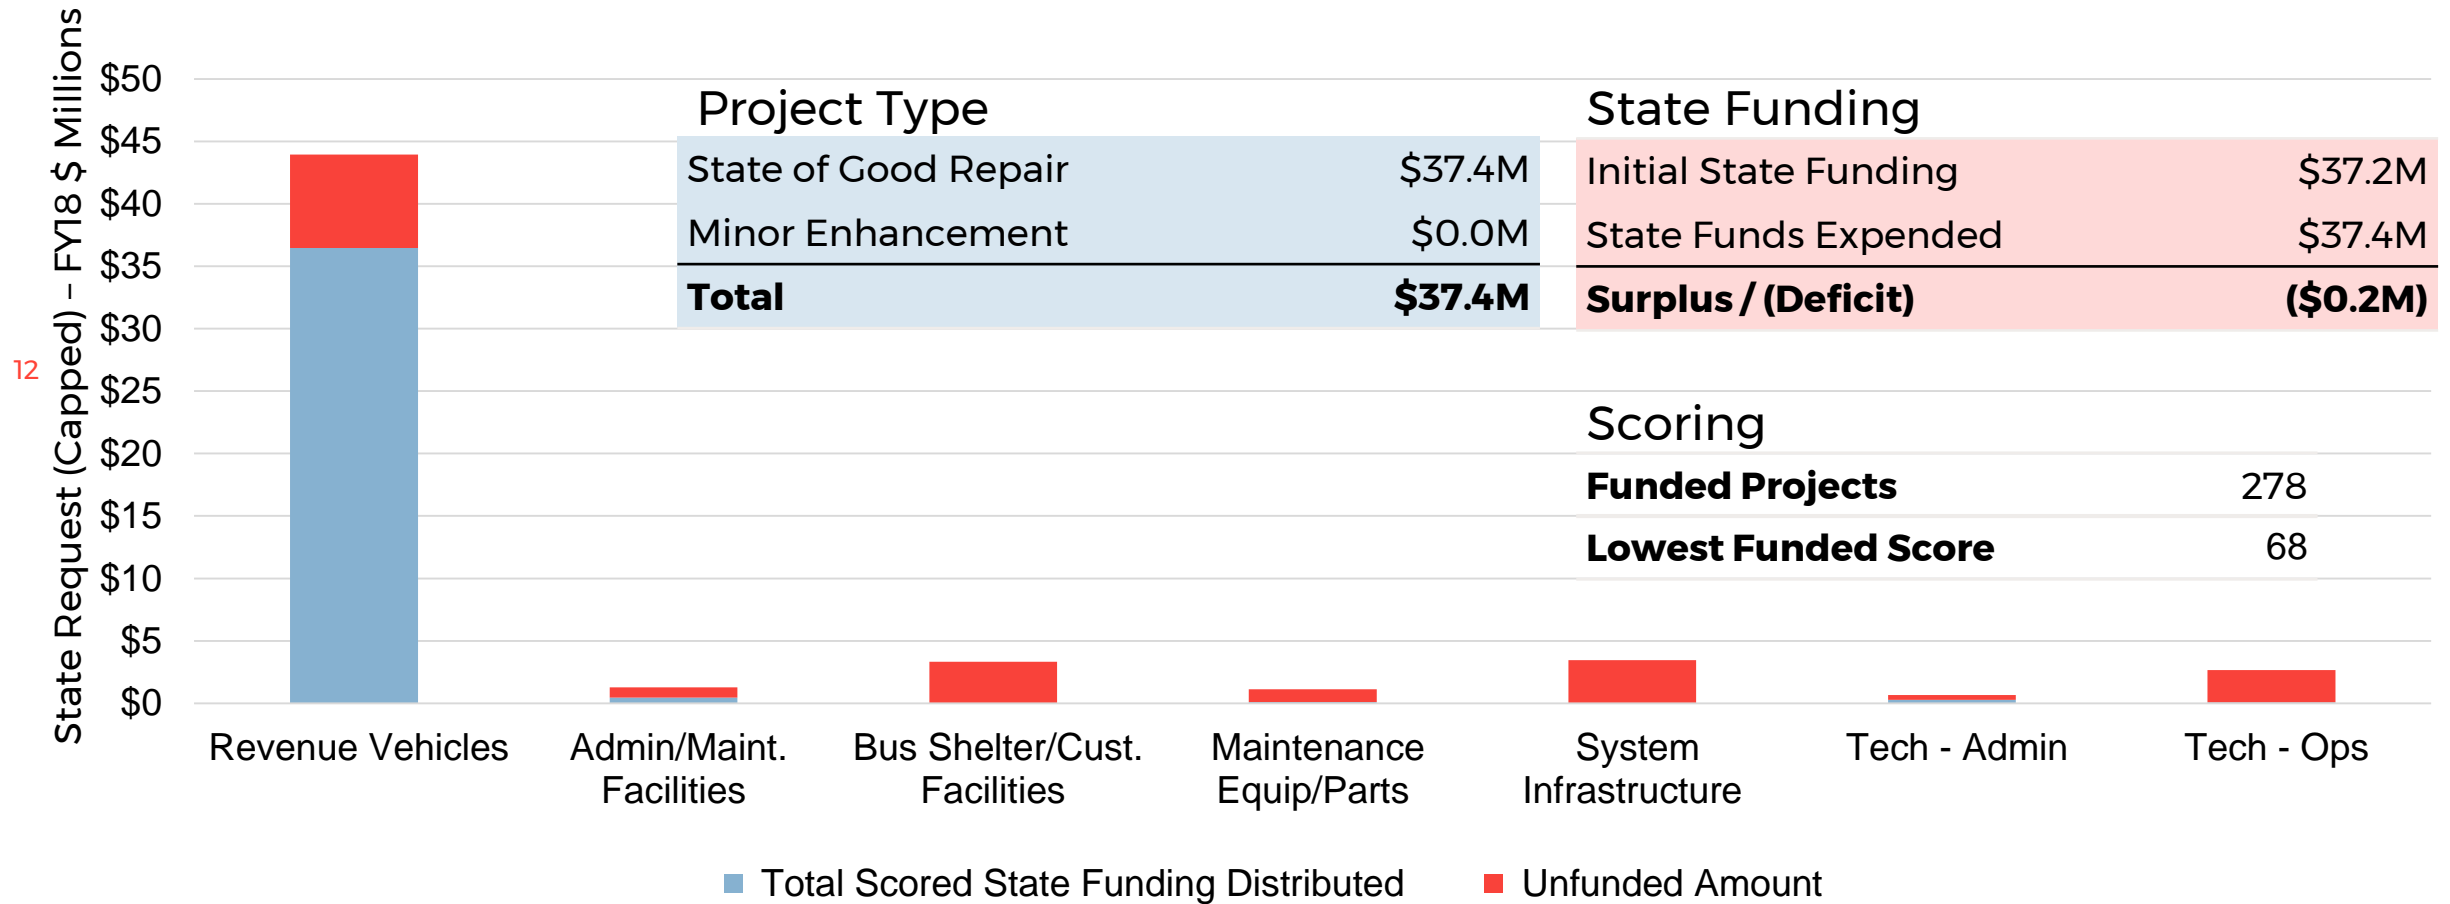 State Request (Capped) – FY18 $ Millions
$50
$45
$40
$35
$30
$25
$20
$15
$10
$5
$0
12
Project Type
State of Good Repair $37.4M
Minor Enhancement $0.0M
Total $37.4M
State Funding
Initial State Funding $37.2M
State Funds Expended $37.4M
Surplus / (Deficit) ($0.2M)
Scoring
Funded Projects 278
Lowest Funded Score 68
Revenue Vehicles
Admin/Maint.
Facilities
Bus Shelter/Cust.
Facilities
Maintenance
Equip/Parts
System
Infrastructure
Tech - Admin
Tech - Ops
Total Scored State Funding Distributed
Unfunded Amount